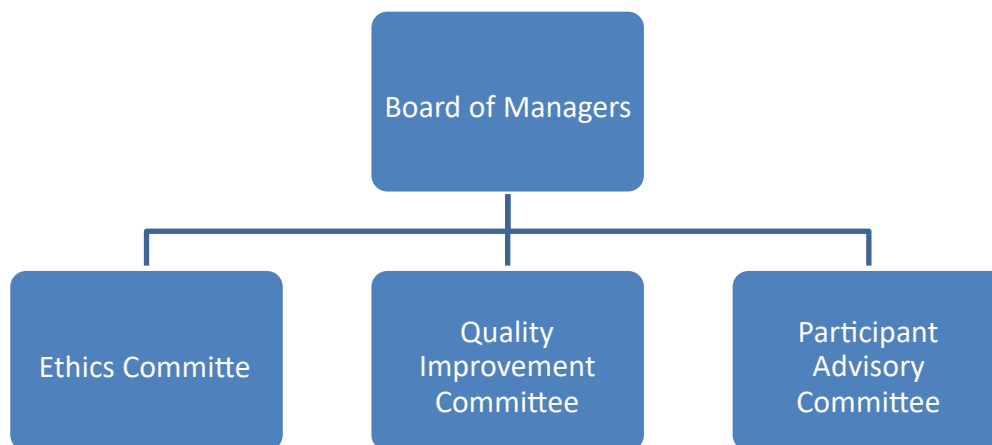 Board of Managers
Ethics Committe
Quality
Improvement
Committee
Participant
Advisory
Committee